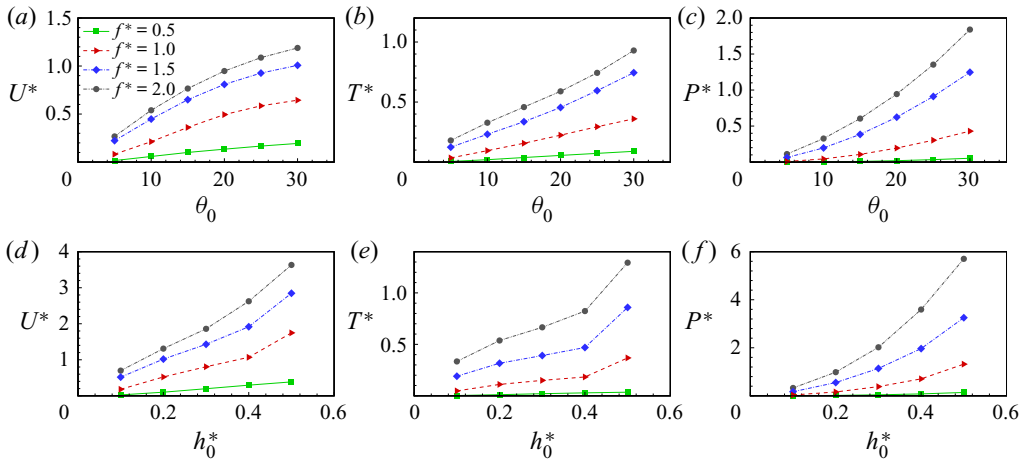 (a)
1.5
1.0
0.5
0
U*
f* = 0.5
f* = 1.0
f* = 1.5
f* = 2.0
10
20
30
θ₀
(b)
1.0
0.5
0
T*
10
20
30
θ₀
(c)
2.0
1.5
1.0
0.5
0
P*
10
20
30
θ₀
(d)
4
3
2
1
0
U*
0.2
0.4
0.6
h₀*
(e)
1.0
0.5
0
T*
0.2
0.4
0.6
h₀*
(f)
6
4
2
0
P*
0.2
0.4
0.6
h₀*